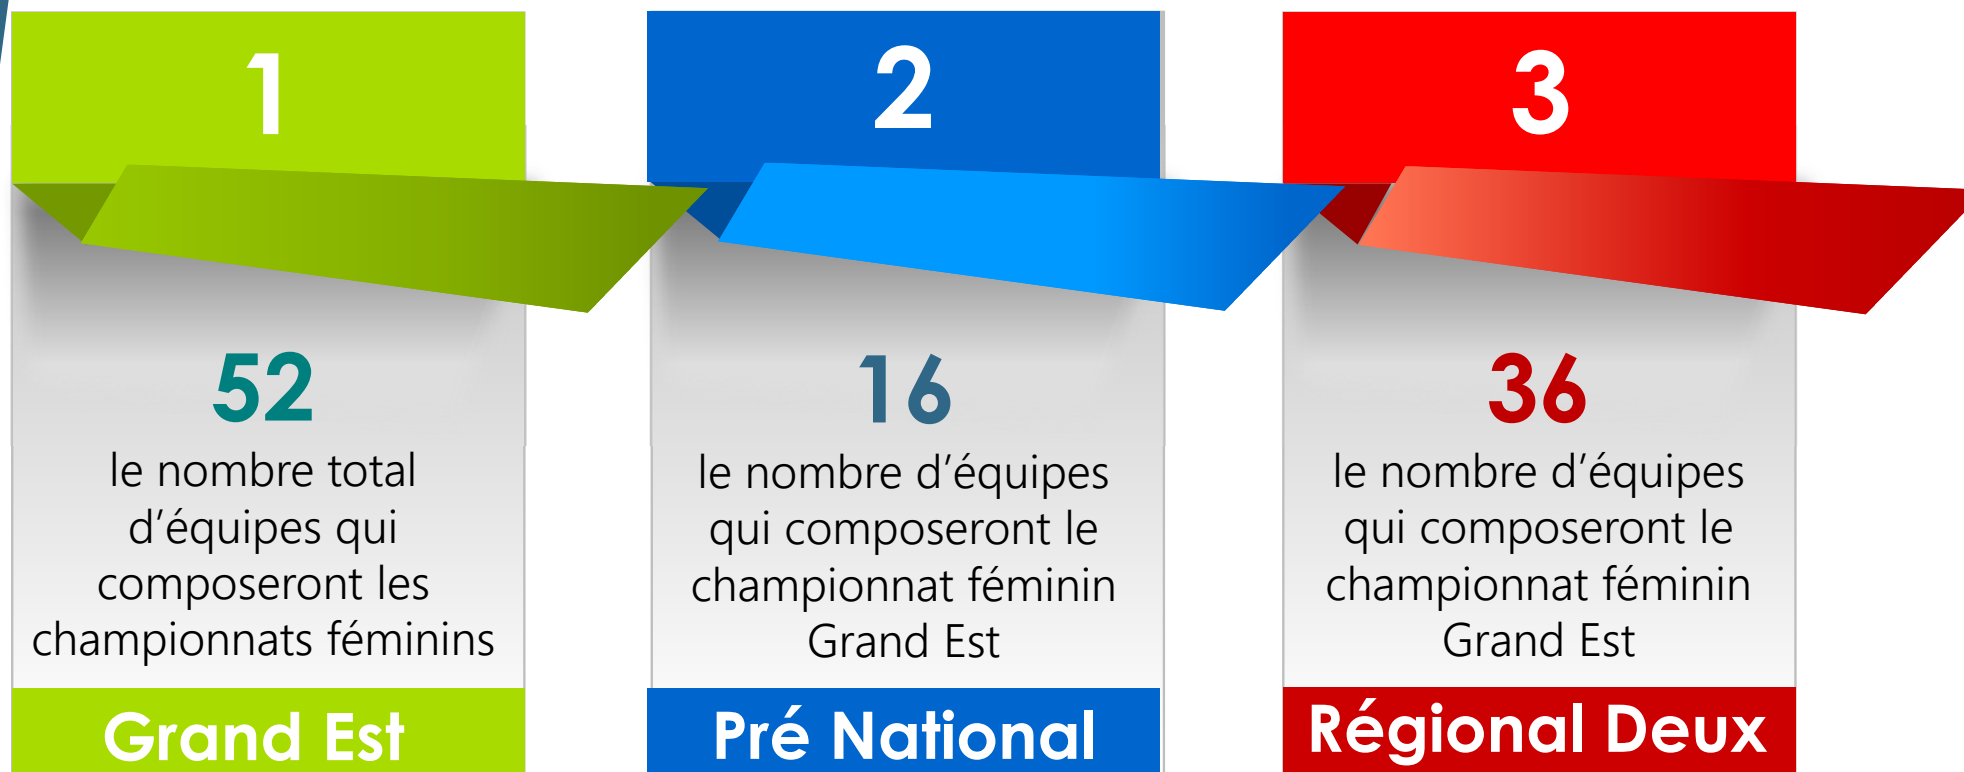 1
52
le nombre total
d’équipes qui
composeront les
championnats féminins
Grand Est
2
16
le nombre d’équipes
qui composeront le
championnat féminin
Grand Est
Pré National
3
36
le nombre d’équipes
qui composeront le
championnat féminin
Grand Est
Régional Deux